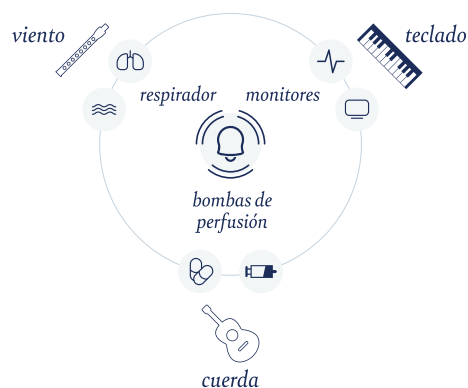 viento
teclado
respirador
monitores
bombas de
perfusión
cuerda